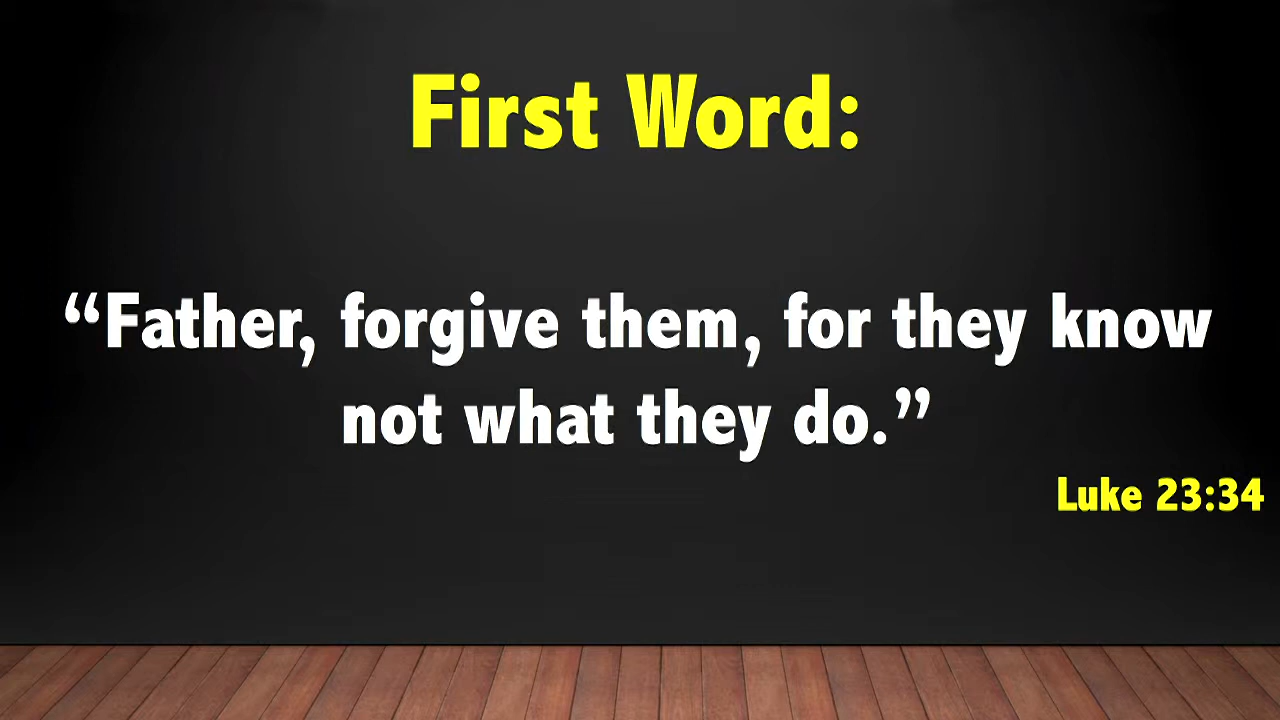 First Word:
“Father, forgive them, for they know
not what they do.”
Luke 23:34